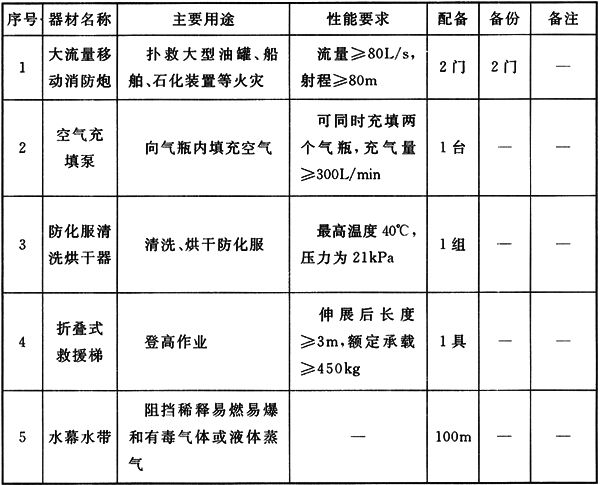 序号 器材名称 主要用途 性能要求 配备 备份 备注
1 大流量移动消防炮 扑救大型油罐、船舶、石化装置等火灾 流量≥80L/s，射程≥80m 2门 2门 —
2 空气充填泵 向气瓶内填充空气 可同时充填两个气瓶，充气量≥300L/min 1台 — —
3 防化服清洗烘干器 清洗、烘干防化服 最高温度40℃，压力为21kPa 1组 — —
4 折叠式救援梯 登高作业 伸展后长度≥3m，额定承载≥450kg 1具 — —
5 水幕水带 阻挡稀释易燃易爆和有毒气体或液体蒸气 — 100m — —